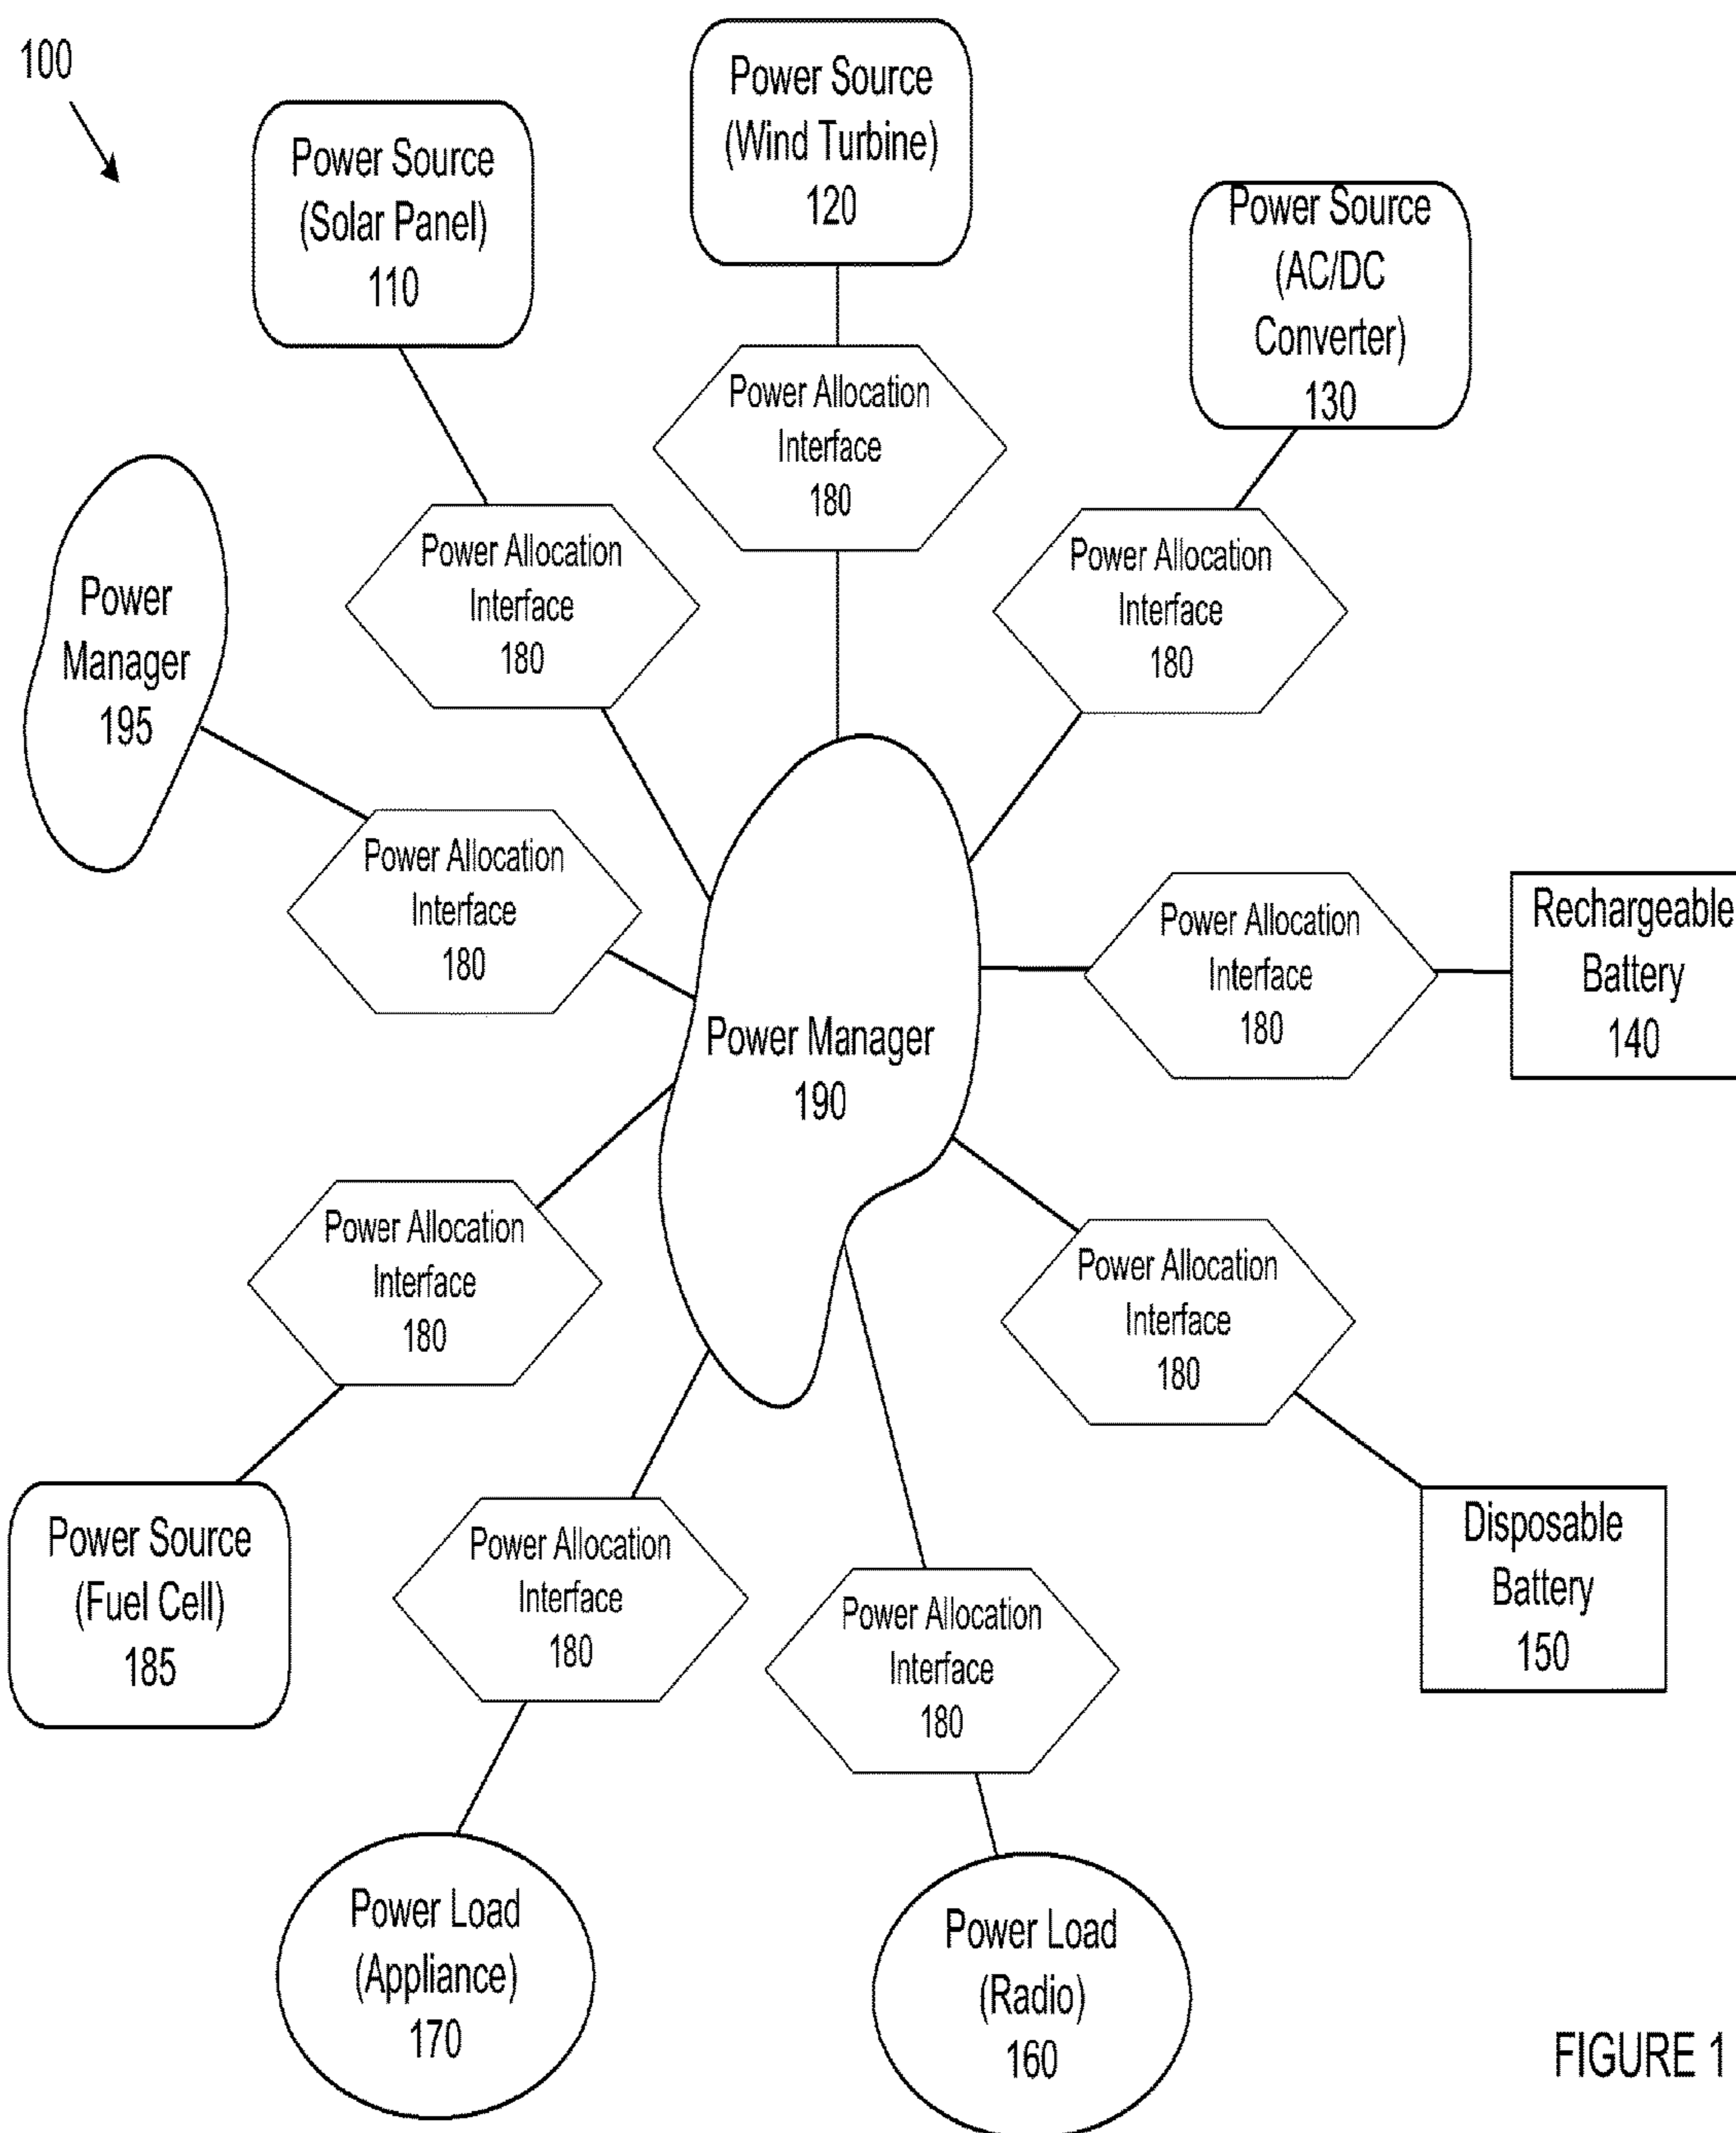 100
Power Source
(Solar Panel)
110
Power Source
(Wind Turbine)
120
Power Source
(AC/DC
Converter)
130
Power Allocation
Interface
180
Power Allocation
Interface
180
Power Allocation
Interface
180
Power
Manager
195
Power Allocation
Interface
180
Power Manager
190
Power Allocation
Interface
180
Rechargeable
Battery
140
Power Allocation
Interface
180
Power Allocation
Interface
180
Disposable
Battery
150
Power Source
(Fuel Cell)
185
Power Allocation
Interface
180
Power Allocation
Interface
180
Power Load
(Appliance)
170
Power Load
(Radio)
160
FIGURE 1